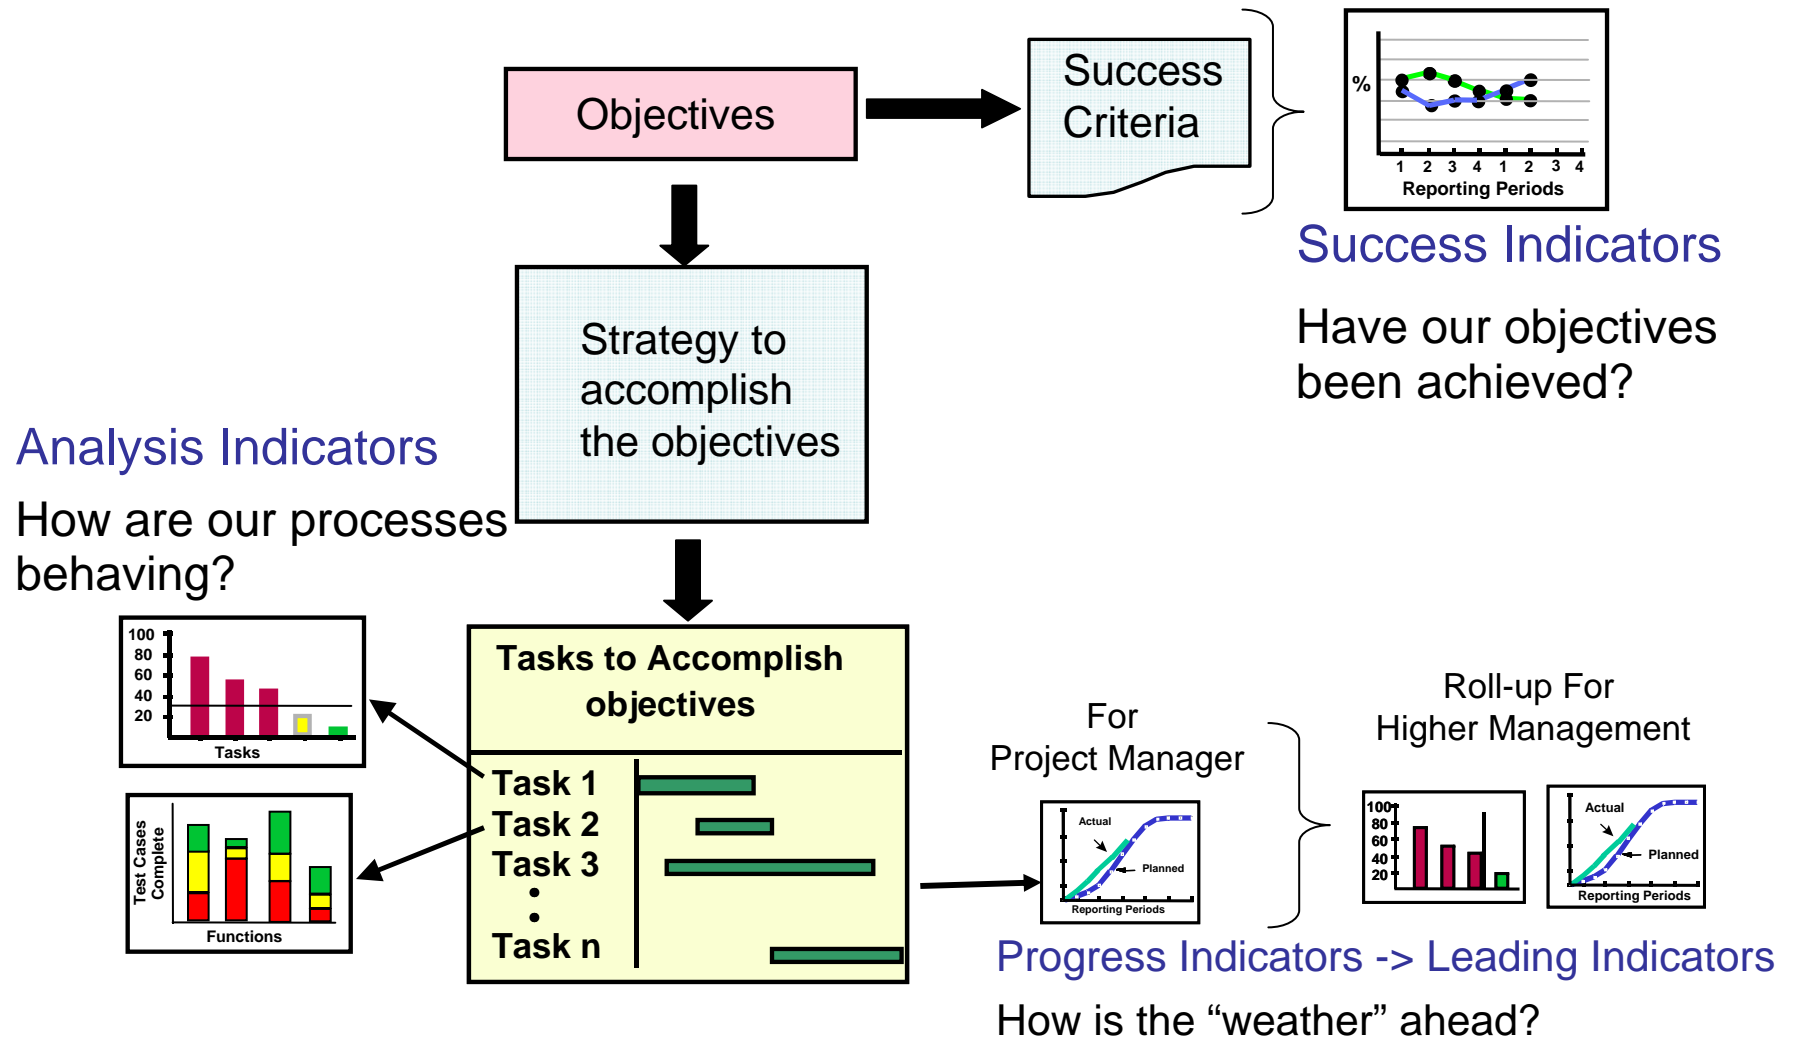 Objectives
Success
Criteria
%
1 2 3 4 1 2 3 4
Reporting Periods
Success Indicators
Have our objectives
been achieved?
Strategy to
accomplish
the objectives
Analysis Indicators
How are our processes
behaving?
100
80
60
40
20
Tasks
Test Cases
Complete
Functions
Tasks to Accomplish
objectives
Task 1
Task 2
Task 3
Task n
For
Project Manager
Actual
Planned
Reporting Periods
Roll-up For
Higher Management
100
80
60
40
20
Actual
Planned
Reporting Periods
Progress Indicators -> Leading Indicators
How is the “weather” ahead?